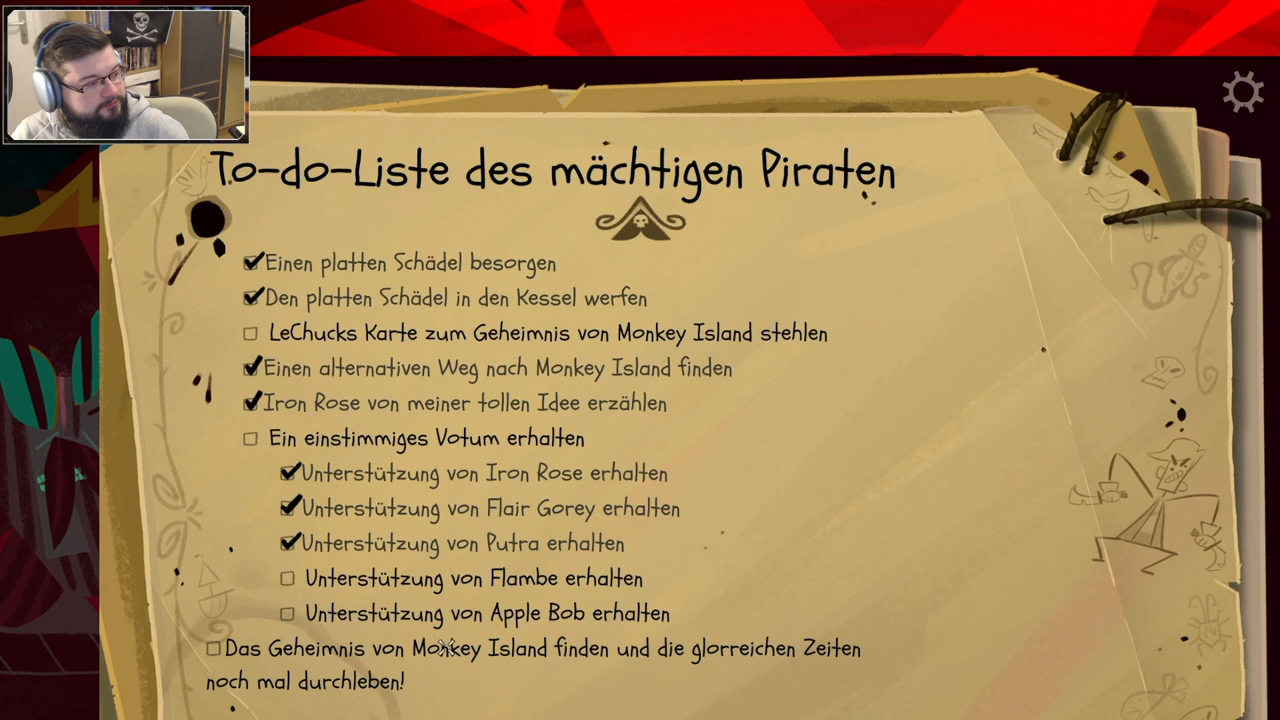 To-do-Liste des mächtigen Piraten
Einen platten Schädel besorgen
Den platten Schädel in den Kessel werfen
LeChucks Karte zum Geheimnis von Monkey Island stehlen
Einen alternativen Weg nach Monkey Island finden
Iron Rose von meiner tollen Idee erzählen
Ein einstimmiges Votum erhalten
Unterstützung von Iron Rose erhalten
Unterstützung von Flair Gorey erhalten
Unterstützung von Putra erhalten
Unterstützung von Flambe erhalten
Unterstützung von Apple Bob erhalten
Das Geheimnis von Monkey Island finden und die glorreichen Zeiten
noch mal durchleben!